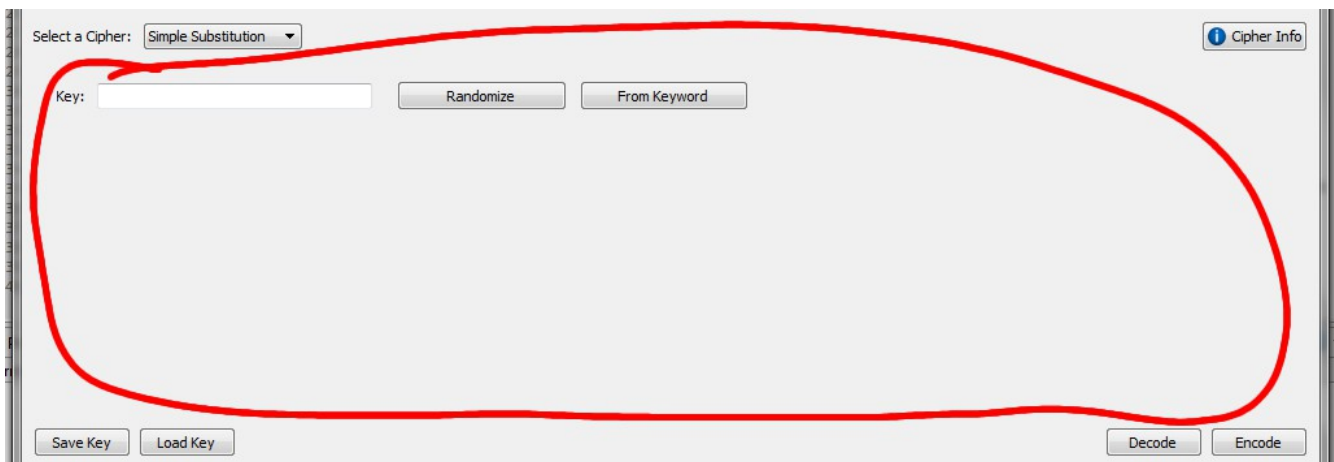 Select a Cipher: Simple Substitution Cipher Info
Key: Randomize From Keyword
Save Key Load Key Decode Encode